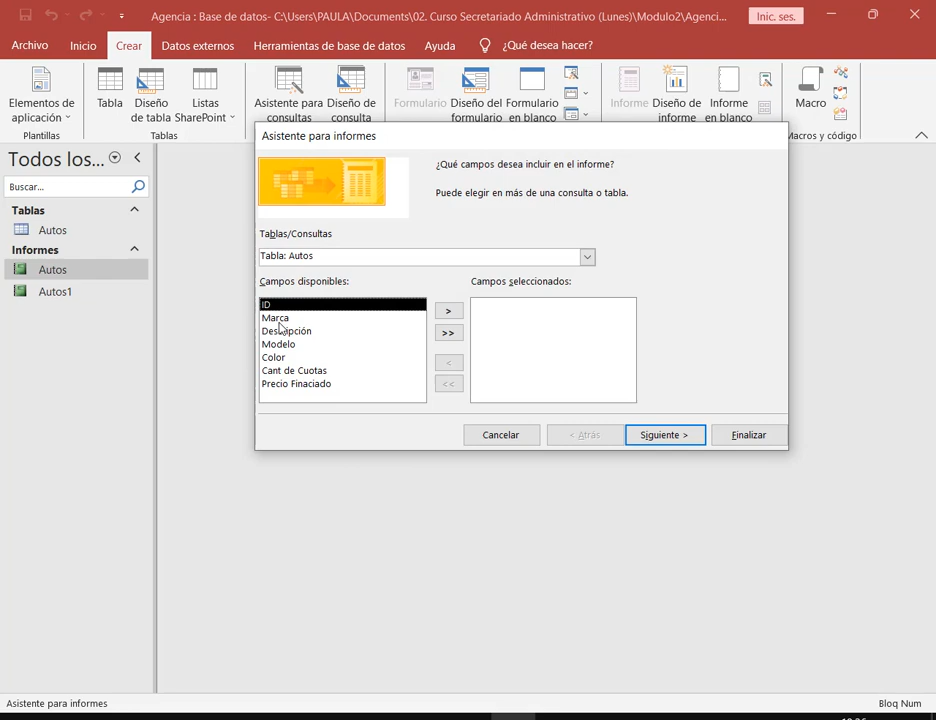 Agencia : Base de datos- C:\Users\PAULA\Documents\02. Curso Secretariado Administrativo (Lunes)\Modulo2\Agenci...
Inic. ses.
Archivo
Inicio
Crear
Datos externos
Herramientas de base de datos
Ayuda
¿Qué desea hacer?
Elementos de
aplicación
Tabla
Diseño
de tabla
Listas
SharePoint
Asistente para
consultas
Diseño de
consulta
Formulario
Diseño del
formulario
Formulario
en blanco
Informe
Diseño de
informe
Informe
en blanco
Macro
Plantillas
Tablas
Macros y código
Todos los...
Buscar...
Tablas
Autos
Informes
Autos
Autos1
Asistente para informes
¿Qué campos desea incluir en el informe?
Puede elegir en más de una consulta o tabla.
Tablas/Consultas
Tabla: Autos
Campos disponibles:
Campos seleccionados:
ID
Marca
Descripción
Modelo
Color
Cant de Cuotas
Precio Finaciado
>
>>
<
<<
Cancelar
< Atrás
Siguiente >
Finalizar
Asistente para informes
Bloq Num